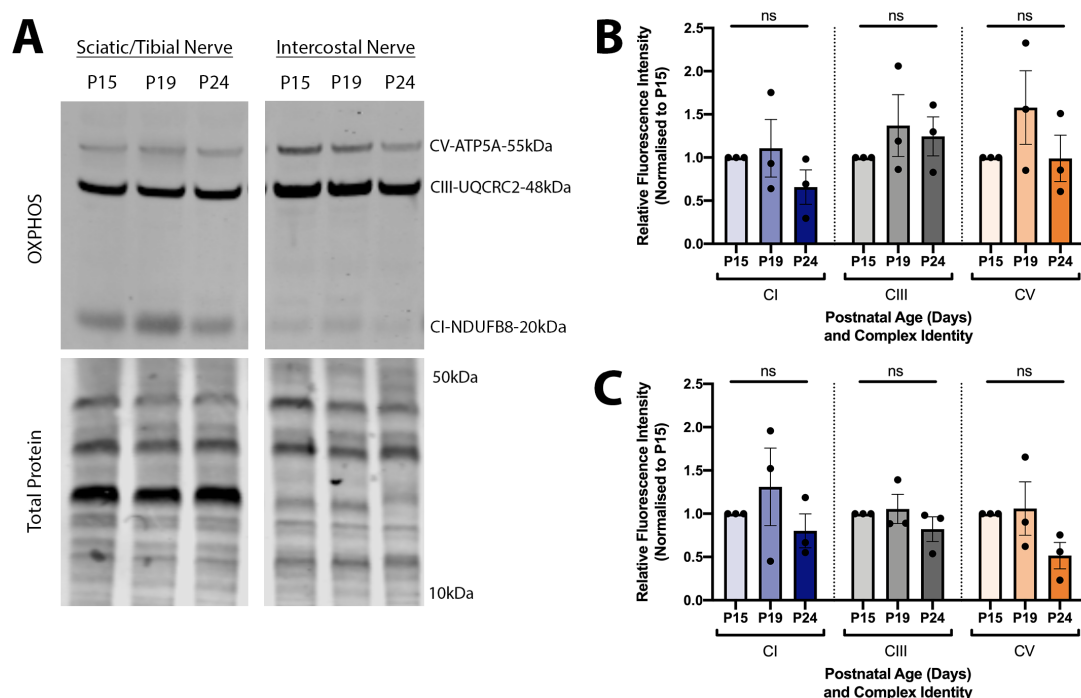 A
Sciatic/Tibial Nerve
Intercostal Nerve
P15 P19 P24
P15 P19 P24
OXPHOS
CV-ATP5A-55kDa
CIII-UQCRC2-48kDa
CI-NDUFB8-20kDa
Total Protein
50kDa
10kDa
B
Relative Fluorescence Intensity
(Normalised to P15)
2.5
2.0
1.5
1.0
0.5
0.0
ns ns ns
P15 P19 P24 P15 P19 P24 P15 P19 P24
CI CIII CV
Postnatal Age (Days)
and Complex Identity
C
Relative Fluorescence Intensity
(Normalised to P15)
2.5
2.0
1.5
1.0
0.5
0.0
ns ns ns
P15 P19 P24 P15 P19 P24 P15 P19 P24
CI CIII CV
Postnatal Age (Days)
and Complex Identity